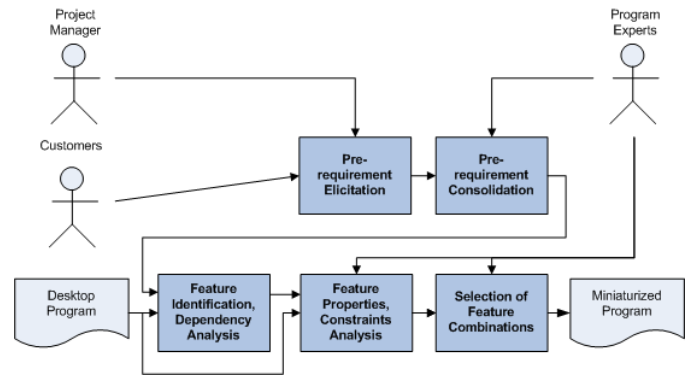 Project
Manager
Program
Experts
Customers
Pre-
requirement
Elicitation
Pre-
requirement
Consolidation
Desktop
Program
Feature
Identification,
Dependency
Analysis
Feature
Properties,
Constraints
Analysis
Selection of
Feature
Combinations
Miniaturized
Program